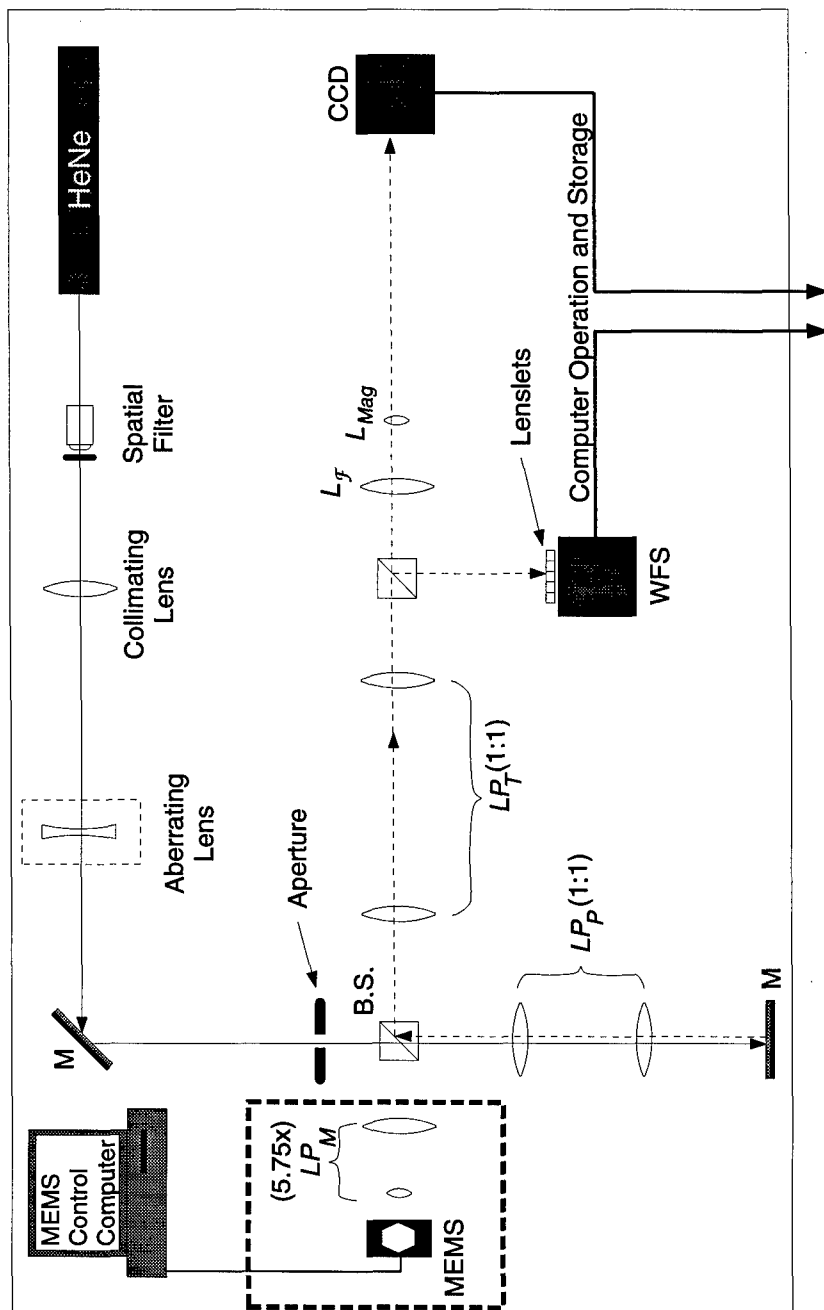 HeNe
Spatial
Filter
Collimating
Lens
Aberrating
Lens
M
MEMS
Control
Computer
Aperture
B.S.
(5.75x)
LP_M
MEMS
LP_T(1:1)
LP_P(1:1)
M
L_ℱ
L_Mag
CCD
Lenslets
WFS
Computer Operation and Storage